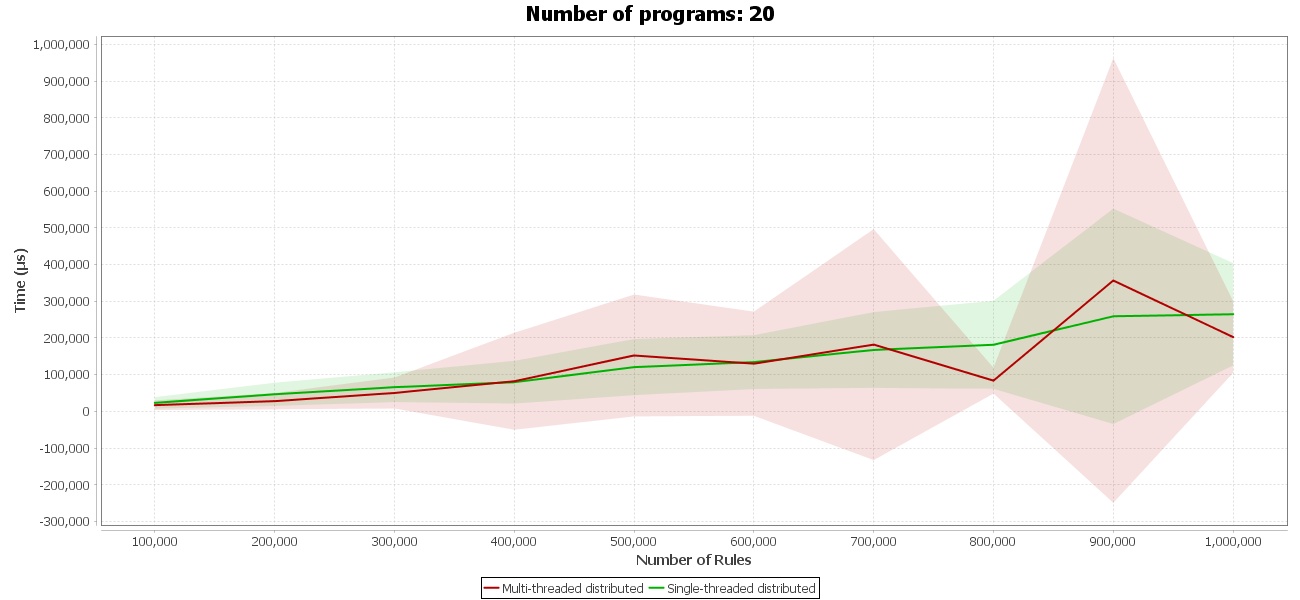 Number of programs: 20
1,000,000
900,000
800,000
700,000
600,000
500,000
400,000
300,000
200,000
100,000
0
-100,000
-200,000
-300,000
Time (µs)
100,000 200,000 300,000 400,000 500,000 600,000 700,000 800,000 900,000 1,000,000
Number of Rules
Multi-threaded distributed Single-threaded distributed